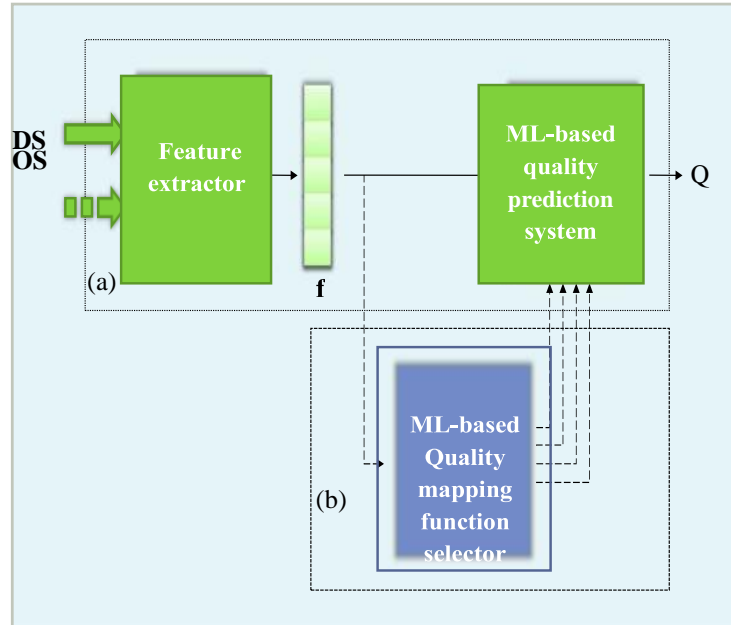 DS
OS
Feature
extractor
(a)
f
ML-based
quality
prediction
system
Q
(b)
ML-based
Quality
mapping
function
selector